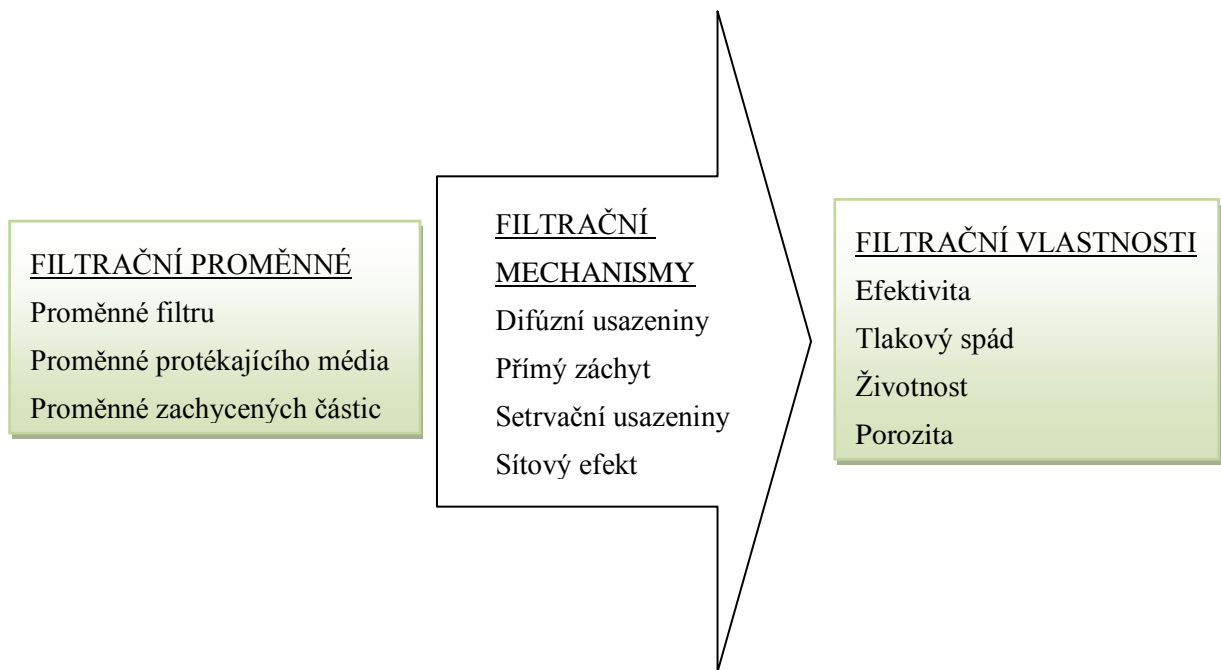 FILTRAČNÍ PROMĚNNÉ
Proměnné filtru
Proměnné protékajícího média
Proměnné zachycených částic
FILTRAČNÍ
MECHANISMY
Difúzní usazeniny
Přímý záchyt
Setrvační usazeniny
Sítový efekt
FILTRAČNÍ VLASTNOSTI
Efektivita
Tlakový spád
Životnost
Porozita